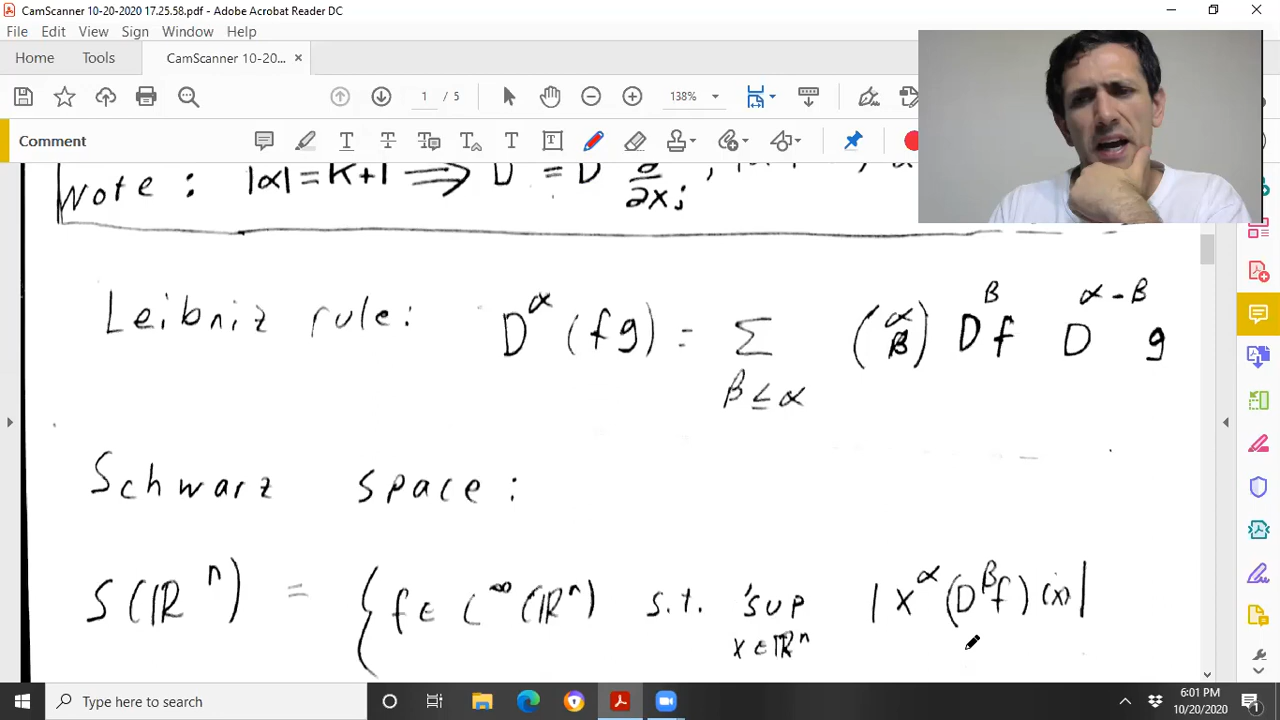 CamScanner 10-20-2020 17.25.58.pdf - Adobe Acrobat Reader DC
File Edit View Sign Window Help
Home Tools CamScanner 10-20... ×
1 / 5 138%
Comment
Note : |α| = K+1 ⟹ D = D ∂/∂x_j ,
Leibniz rule: D^α (fg) = Σ_{β≤α} (α β) D^β f D^{α-β} g
Schwarz space:
S(ℝ^n) = { f ∈ C^∞(ℝ^n) s.t. sup_{x∈ℝ^n} | x^α (D^β f)(x) |
Type here to search
6:01 PM
10/20/2020
1